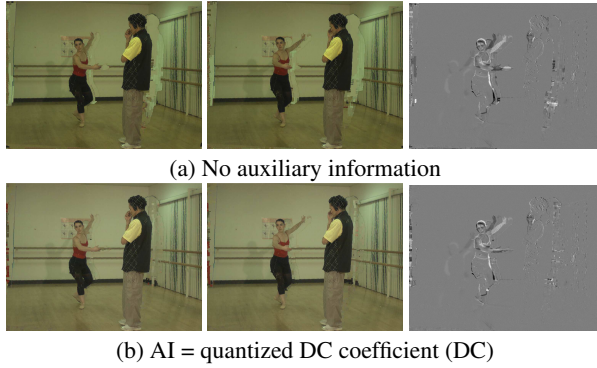 (a) No auxiliary information
(b) AI = quantized DC coefficient (DC)